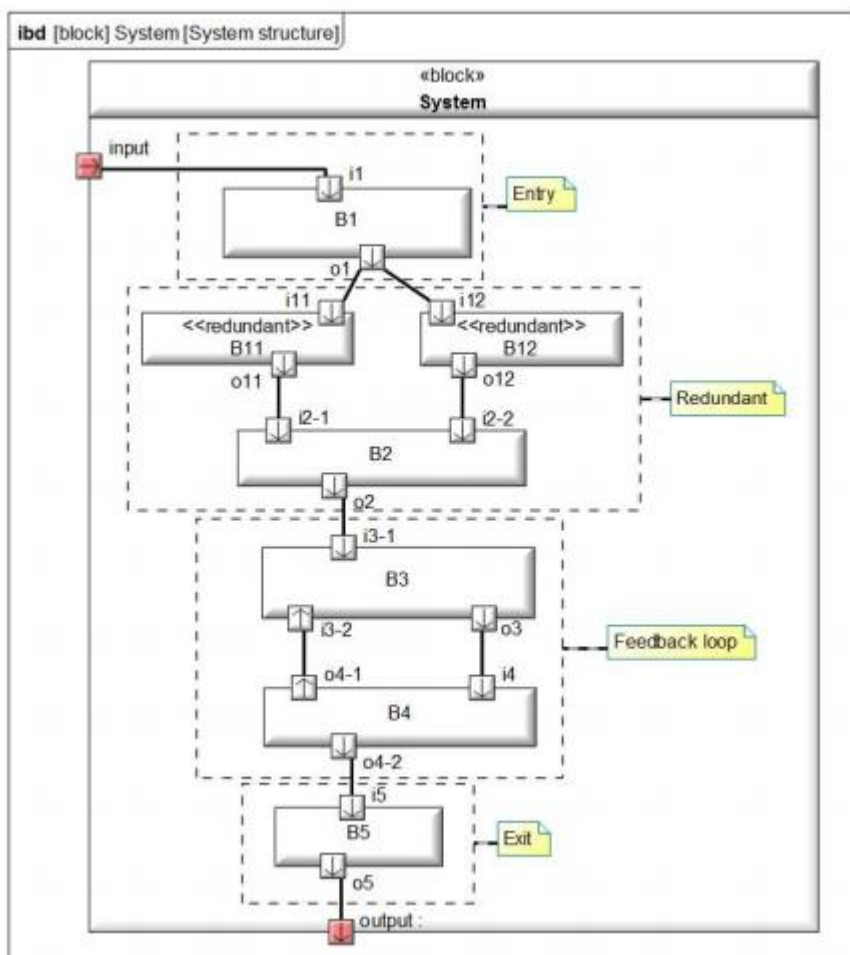 ibd [block] System [System structure]
«block»
System
input
i1
Entry
B1
o1
i11
i12
<<redundant>>
<<redundant>>
B11
B12
o11
o12
Redundant
i2-1
i2-2
B2
o2
i3-1
B3
i3-2
o3
Feedback loop
o4-1
i4
B4
o4-2
i5
B5
Exit
o5
output :